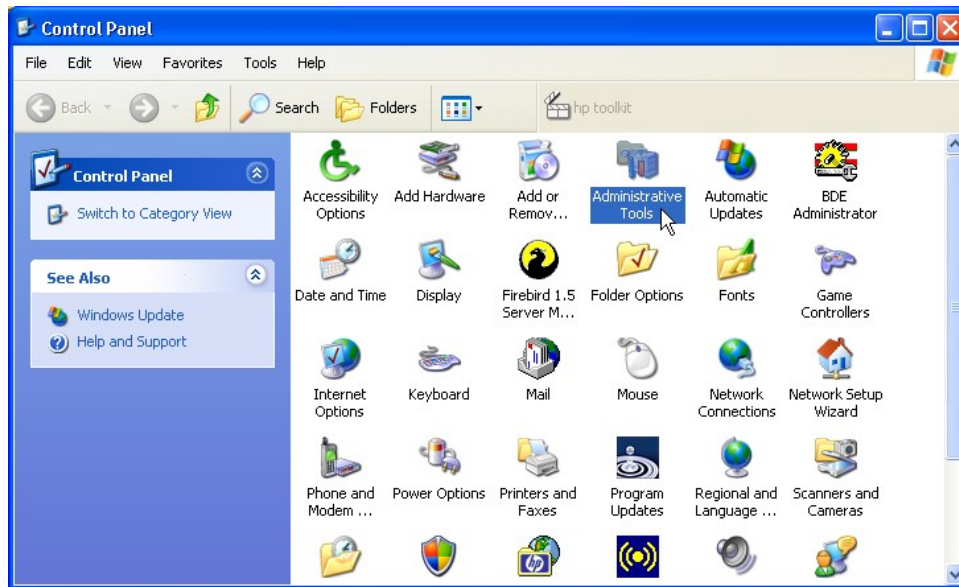 Control Panel
File Edit View Favorites Tools Help
Back Search Folders hp toolkit
Control Panel
Switch to Category View
See Also
Windows Update
Help and Support
Accessibility Options
Add Hardware
Add or Remov...
Administrative Tools
Automatic Updates
BDE Administrator
Date and Time
Display
Firebird 1.5 Server M...
Folder Options
Fonts
Game Controllers
Internet Options
Keyboard
Mail
Mouse
Network Connections
Network Setup Wizard
Phone and Modem ...
Power Options
Printers and Faxes
Program Updates
Regional and Language ...
Scanners and Cameras
hp